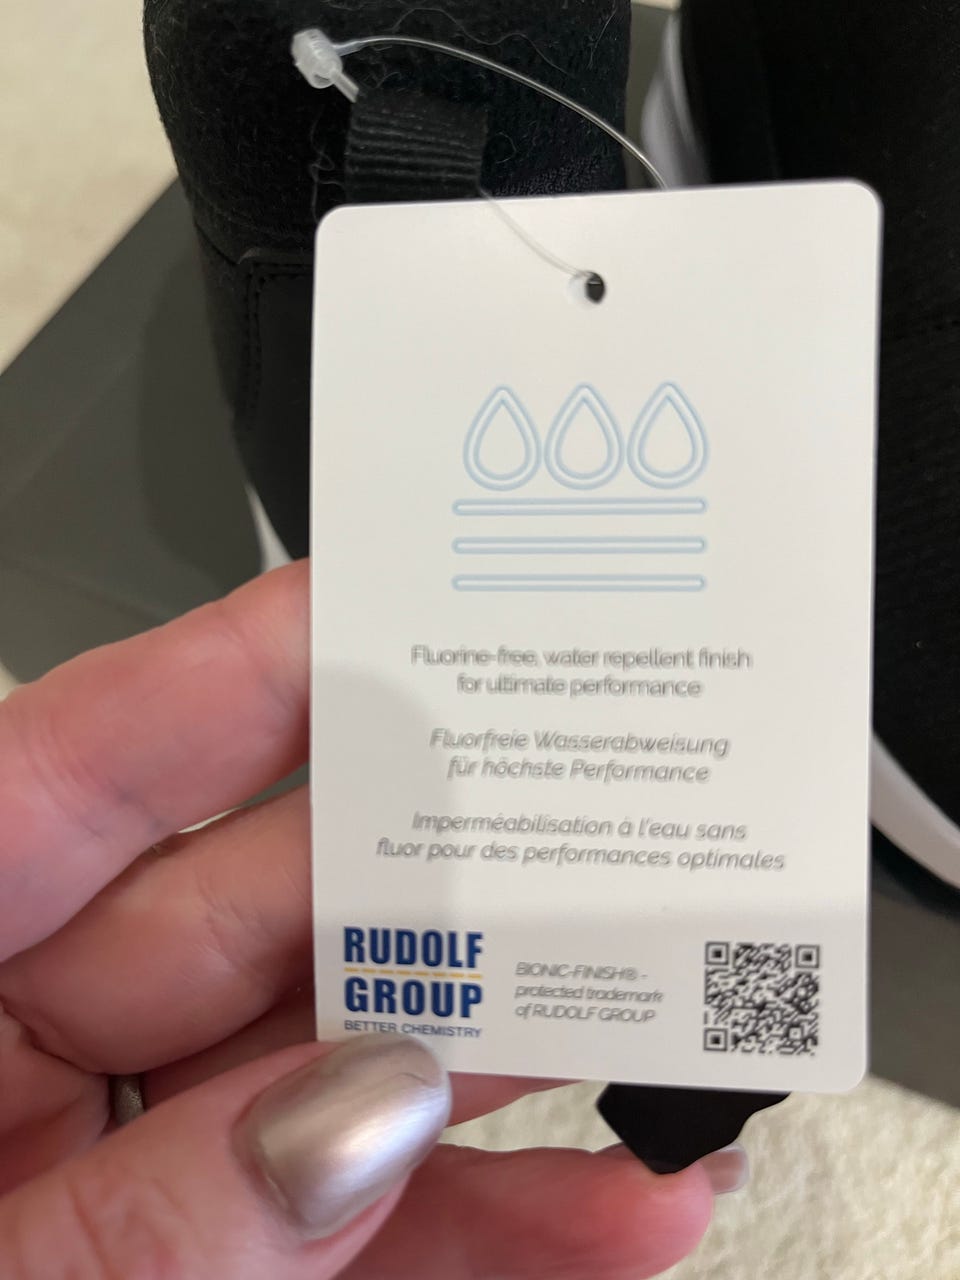 Fluorine-free, water repellent finish
for ultimate performance
Fluorfreie Wasserabweisung
für höchste Performance
Imperméabilisation à l'eau sans
fluor pour des performances optimales
RUDOLF
GROUP
BETTER CHEMISTRY
BIONIC-FINISH® -
protected trademark
of RUDOLF GROUP